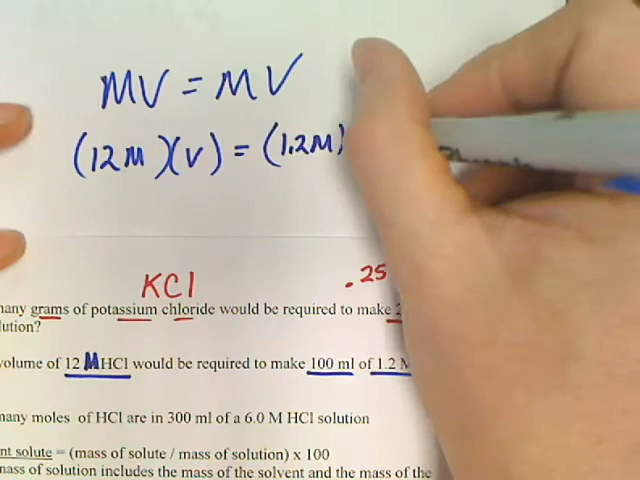 MV = MV
(12M)(V) = (1.2M)
KCl .25
many grams of potassium chloride would be required to make 2
lution?
volume of 12 M HCl would be required to make 100 ml of 1.2 M
many moles of HCl are in 300 ml of a 6.0 M HCl solution
nt solute = (mass of solute / mass of solution) x 100
mass of solution includes the mass of the solvent and the mass of the